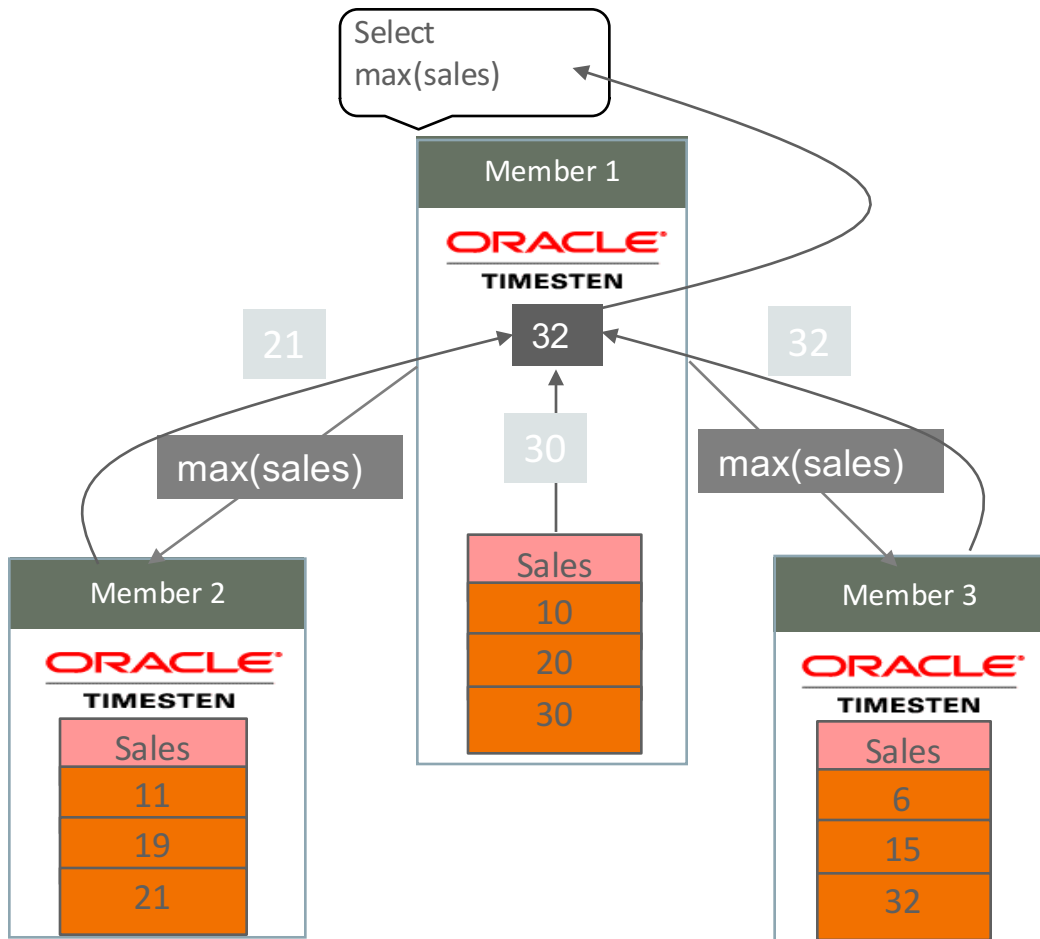 Select
max(sales)
Member 1
ORACLE
TIMESTEN
32
21
32
30
max(sales)
max(sales)
Sales
10
20
30
Member 2
ORACLE
TIMESTEN
Sales
11
19
21
Member 3
ORACLE
TIMESTEN
Sales
6
15
32